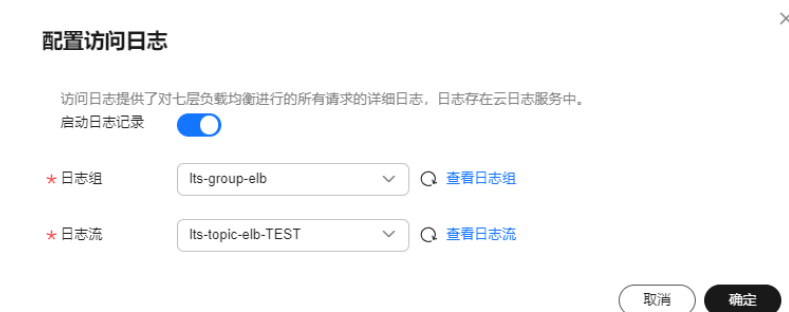 配置访问日志
访问日志提供了对七层负载均衡进行的所有请求的详细日志，日志存在云日志服务中。
启动日志记录
* 日志组 lts-group-elb 查看日志组
* 日志流 lts-topic-elb-TEST 查看日志流
取消 确定